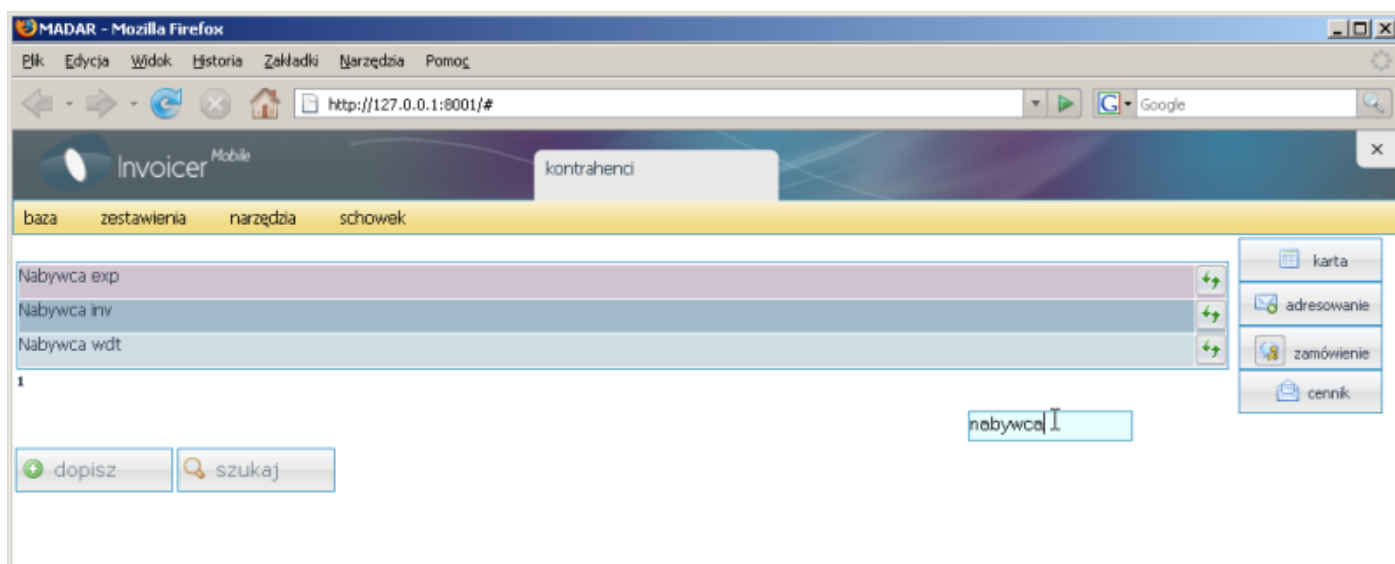 MADAR - Mozilla Firefox
Plik Edycja Widok Historia Zakładki Narzędzia Pomoc
http://127.0.0.1:8001/# G Google
Invoicer Mobile kontrahenci ×
baza zestawienia narzędzia schowek
karta
Nabywca exp
adresowanie
Nabywca inv
Nabywca wdt
zamówienie
1
cennik
nabywca
dopisz szukaj